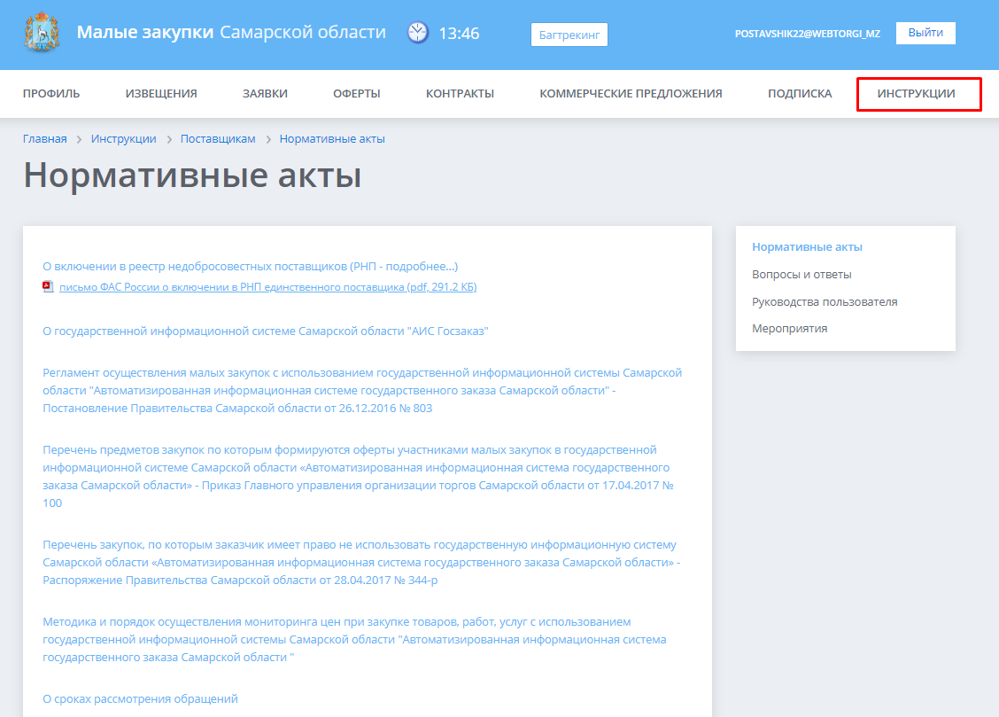 Малые закупки Самарской области
13:46
Багтрекинг
POSTAVSHIK22@WEBTORGI_MZ
Выйти
ПРОФИЛЬ ИЗВЕЩЕНИЯ ЗАЯВКИ ОФЕРТЫ КОНТРАКТЫ КОММЕРЧЕСКИЕ ПРЕДЛОЖЕНИЯ ПОДПИСКА ИНСТРУКЦИИ
Главная > Инструкции > Поставщикам > Нормативные акты
Нормативные акты
О включении в реестр недобросовестных поставщиков (РНП - подробнее...)
письмо ФАС России о включении в РНП единственного поставщика (pdf, 291.2 КБ)
О государственной информационной системе Самарской области "АИС Госзаказ"
Регламент осуществления малых закупок с использованием государственной информационной системы Самарской
области "Автоматизированная информационная системе государственного заказа Самарской области" -
Постановление Правительства Самарской области от 26.12.2016 № 803
Перечень предметов закупок по которым формируются оферты участниками малых закупок в государственной
информационной системе Самарской области «Автоматизированная информационная система государственного
заказа Самарской области» - Приказ Главного управления организации торгов Самарской области от 17.04.2017 №
100
Перечень закупок, по которым заказчик имеет право не использовать государственную информационную систему
Самарской области «Автоматизированная информационная система государственного заказа Самарской области» -
Распоряжение Правительства Самарской области от 28.04.2017 № 344-р
Методика и порядок осуществления мониторинга цен при закупке товаров, работ, услуг с использованием
государственной информационной системы Самарской области "Автоматизированная информационная система
государственного заказа Самарской области "
О сроках рассмотрения обращений
Нормативные акты
Вопросы и ответы
Руководства пользователя
Мероприятия